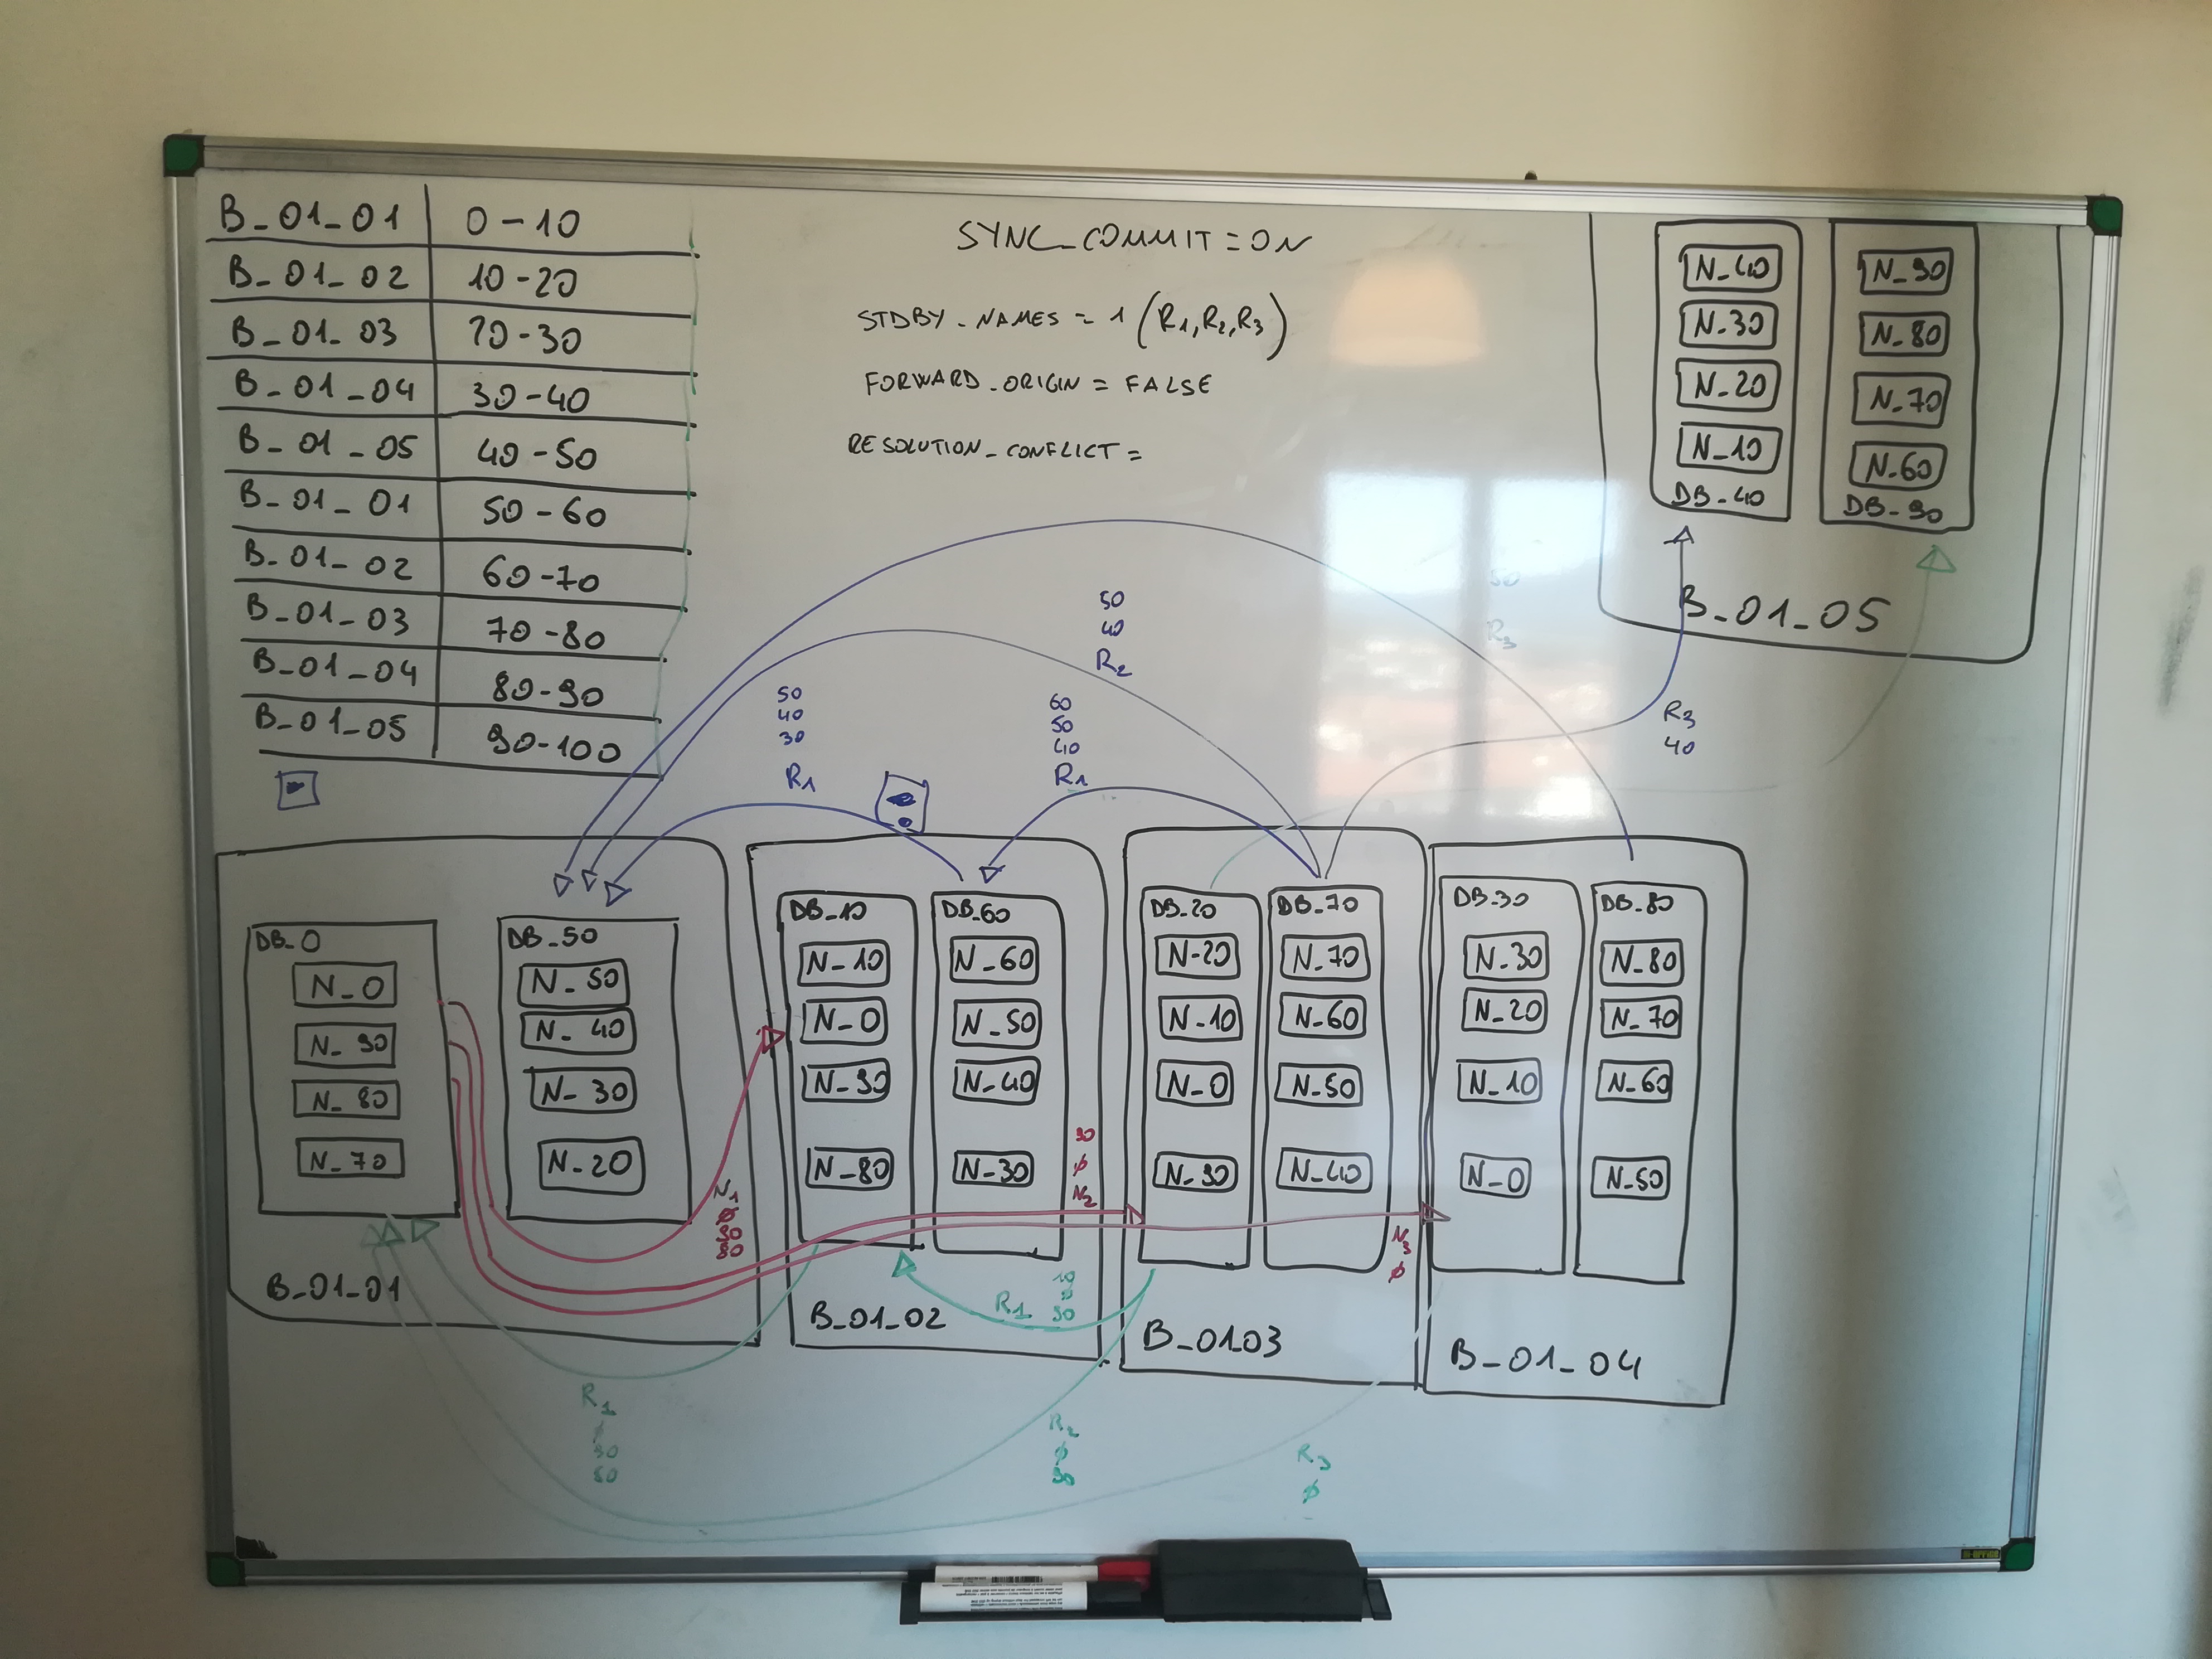 B_01_01 0-10
B_01_02 10-20
B_01_03 20-30
B_01_04 30-40
B_01_05 40-50
B_01_01 50-60
B_01_02 60-70
B_01_03 70-80
B_01_04 80-90
B_01_05 90-100
SYNC_COMMIT = ON
STDBY_NAMES = 1 (R1, R2, R3)
FORWARD_ORIGIN = FALSE
RESOLUTION_CONFLICT =
N_40
N_30
N_20
N_10
DB_40
N_90
N_80
N_70
N_60
DB_90
B_01_05
50
R3
50
40
R2
50
40
30
R1
60
50
40
R1
R3
40
DB_0
N_0
N_90
N_80
N_70
DB_50
N_50
N_40
N_30
N_20
B_01_01
DB_10
N_10
N_0
N_90
N_80
DB_60
N_60
N_50
N_40
N_30
B_01_02
DB_20
N_20
N_10
N_0
N_90
DB_70
N_70
N_60
N_50
N_40
B_0103
DB_30
N_30
N_20
N_10
N_0
DB_80
N_80
N_70
N_60
N_50
B_01_04
N1
Ø
90
80
90
Ø
N2
N3
Ø
R1
90
R1
Ø
90
80
R2
Ø
90
R3
Ø